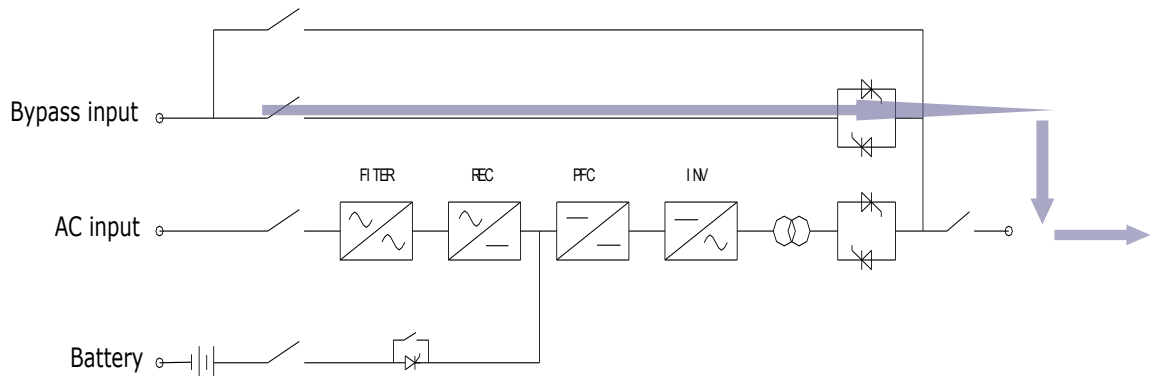 Bypass input
FITER REC PFC INV
AC input
Battery